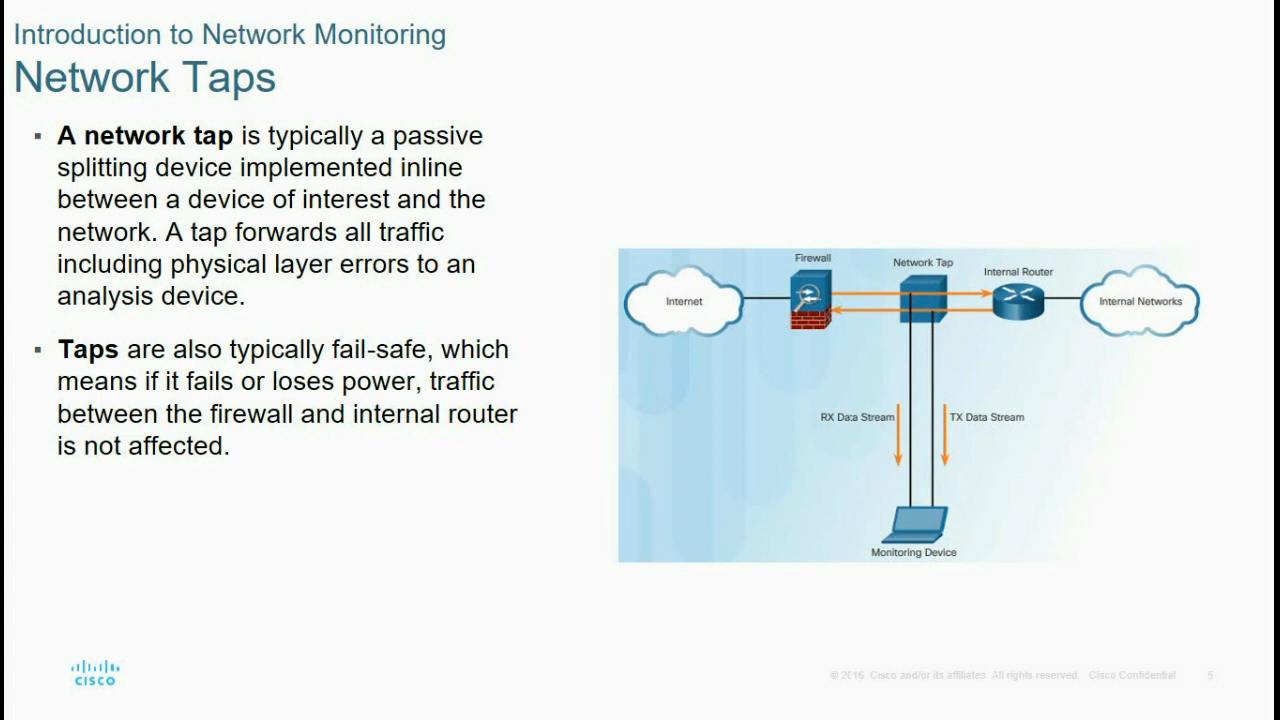 Introduction to Network Monitoring
Network Taps
▪ A network tap is typically a passive
splitting device implemented inline
between a device of interest and the
network. A tap forwards all traffic
including physical layer errors to an
analysis device.
▪ Taps are also typically fail-safe, which
means if it fails or loses power, traffic
between the firewall and internal router
is not affected.
Internet
Firewall
Network Tap
Internal Router
Internal Networks
RX Data Stream
TX Data Stream
Monitoring Device
CISCO
© 2016 Cisco and/or its affiliates. All rights reserved. Cisco Confidential 5